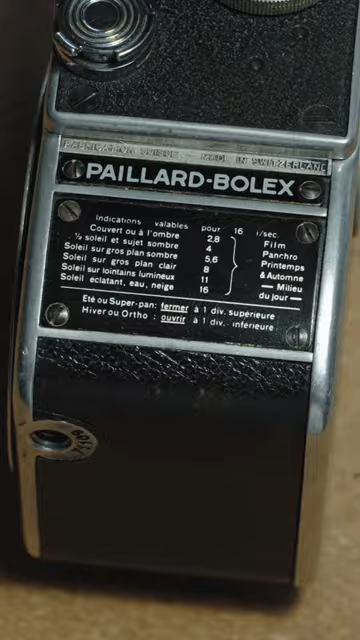 FABRICATION SUISSE MADE IN SWITZERLAND
PAILLARD-BOLEX
Indications valables pour 16 i/sec.
Couvert ou à l'ombre 2,8 Film
½ soleil et sujet sombre 4 Panchro
Soleil sur gros plan sombre 5,6 Printemps
Soleil sur gros plan clair 8 & Automne
Soleil sur lointains lumineux 11 — Milieu
Soleil éclatant, eau, neige 16 du jour —
Eté ou Super-pan: fermer à 1 div. supérieure
Hiver ou Ortho : ouvrir à 1 div. inférieure